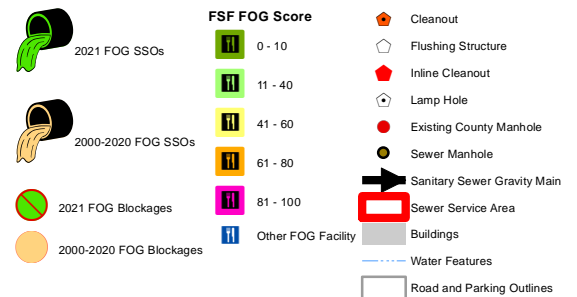 2021 FOG SSOs
2000-2020 FOG SSOs
2021 FOG Blockages
2000-2020 FOG Blockages
FSF FOG Score
0 - 10
11 - 40
41 - 60
61 - 80
81 - 100
Other FOG Facility
Cleanout
Flushing Structure
Inline Cleanout
Lamp Hole
Existing County Manhole
Sewer Manhole
Sanitary Sewer Gravity Main
Sewer Service Area
Buildings
Water Features
Road and Parking Outlines